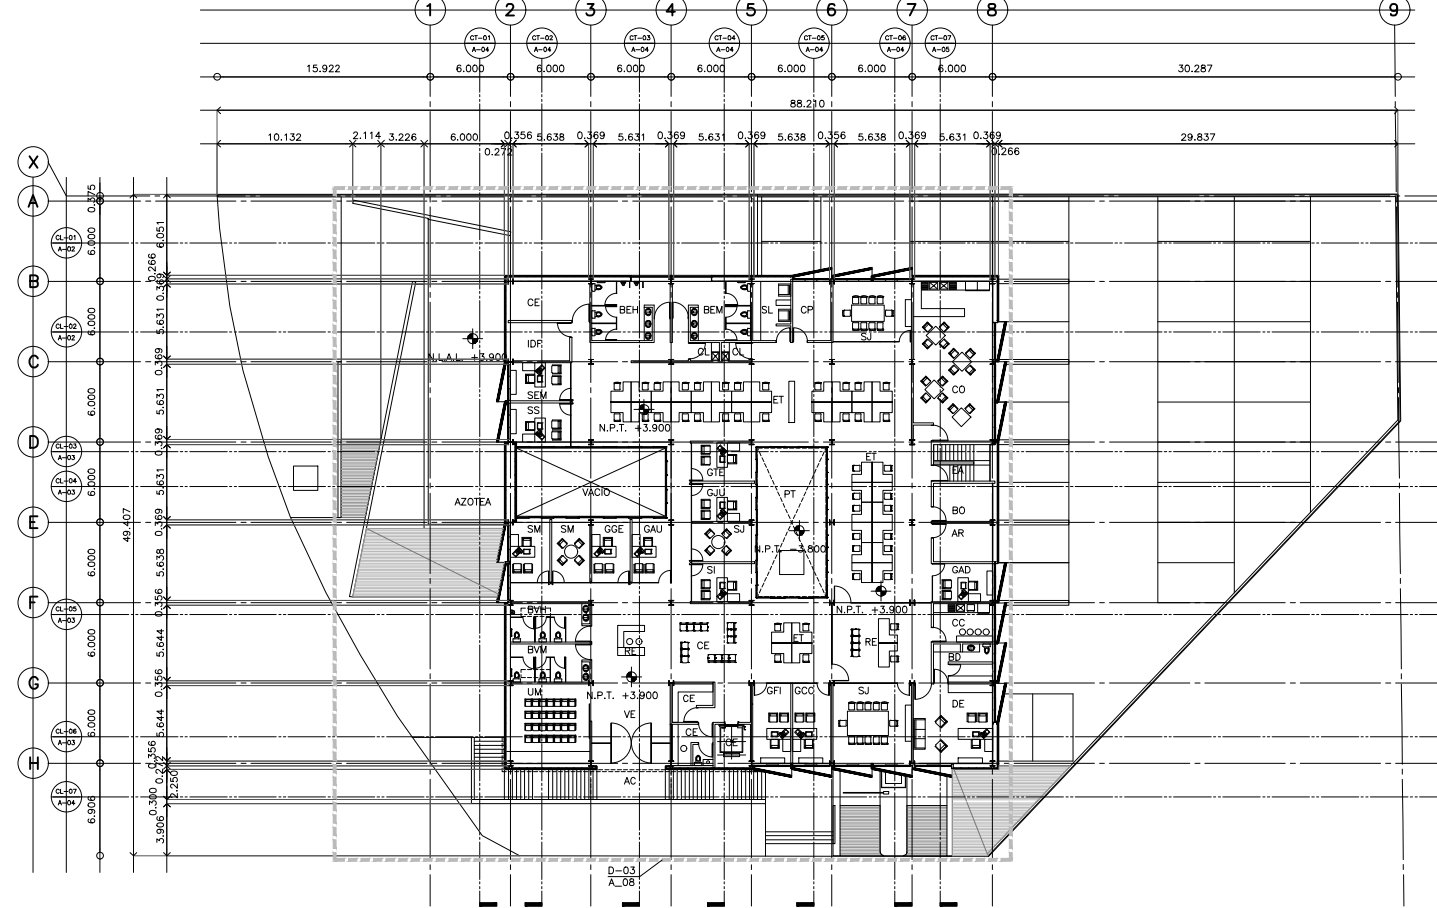 1 2 3 4 5 6 7 8 9
CT-01 CT-02 CT-03 CT-04 CT-05 CT-06 CT-07
A-04 A-04 A-04 A-04 A-04 A-04 A-05
15.922 6.000 6.000 6.000 6.000 6.000 6.000 6.000 30.287
88.210
10.132 2.114 3.226 6.000 0.356 5.638 0.369 5.631 0.369 5.631 0.369 5.638 0.356 5.638 0.369 5.631 0.369 29.837
0.272 0.266
X
A
B
C
D
E
F
G
H
CL-01
A-02
CL-02
A-02
CL-03
A-03
CL-04
A-03
CL-05
A-03
CL-06
A-03
CL-07
A-04
0.375
6.000
6.000
6.000
6.000
6.000
6.000
6.000
6.906
49.407
6.051
0.266
0.369
5.631
0.369
5.631
0.369
5.631
0.369
5.638
0.356
5.644
0.356
5.644
0.356
0.272
2.250
0.300
3.906
CE BEH BEM SL CP SJ
IDF CL CL
N.L.A.L. +3.900
SEM ET CO
SS
N.P.T. +3.900
GTE ET EA
AZOTEA VACIO GJU PT BO
SM SM GGE GAU SJ AR
N.P.T. -3.800
SI GAD
BVH N.P.T. +3.900
RE CE ET RE CC
BVM BD
UM N.P.T. +3.900 CE GFI GCO SJ DE
VE
CE CE
AC
D-03
A_08